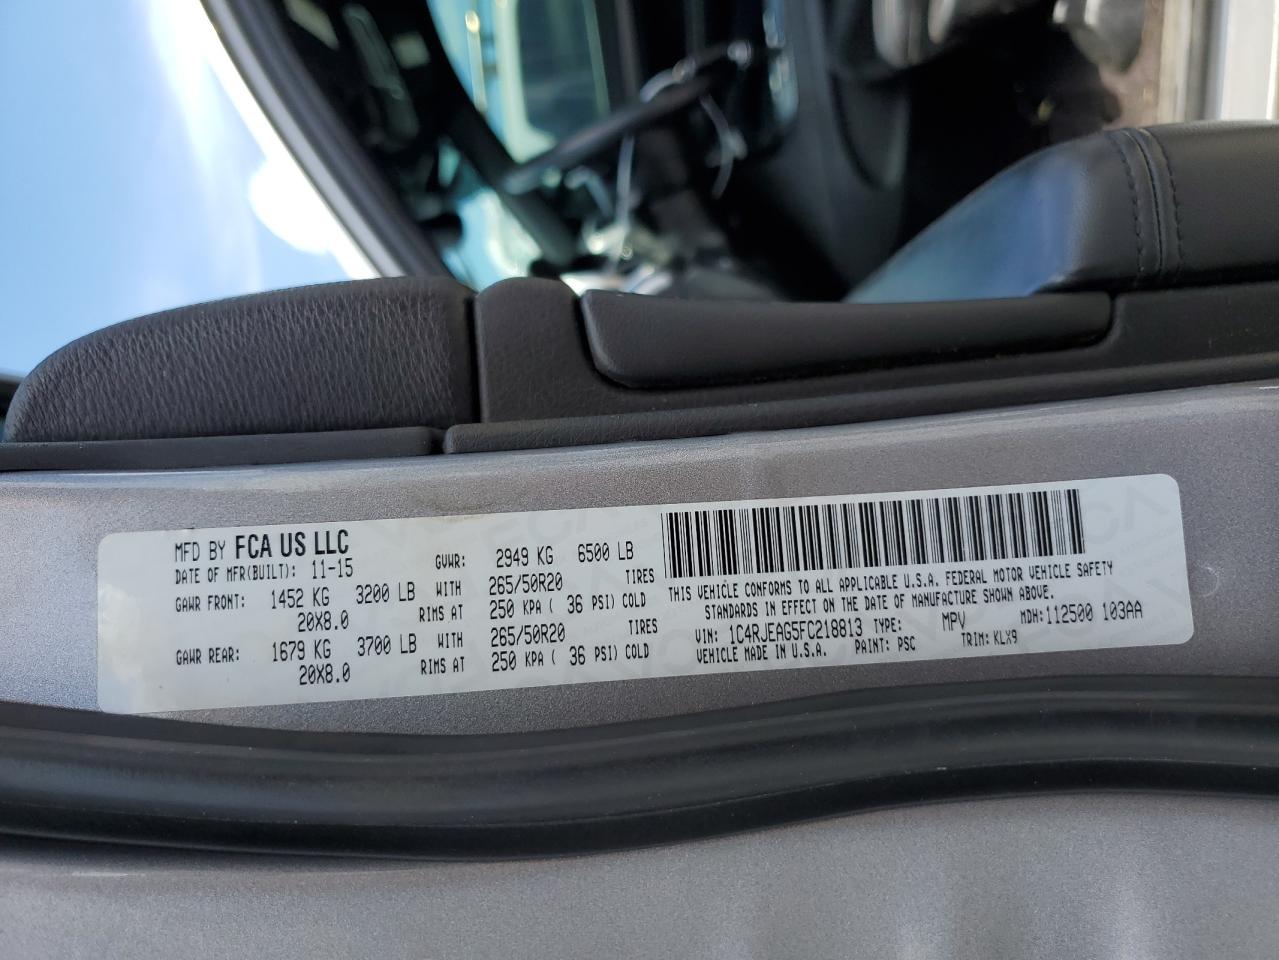 MFD BY FCA US LLC
DATE OF MFR(BUILT): 11-15 GVWR: 2949 KG 6500 LB
GAWR FRONT: 1452 KG 3200 LB WITH 265/50R20 TIRES
20X8.0 RIMS AT 250 KPA ( 36 PSI) COLD
GAWR REAR: 1679 KG 3700 LB WITH 265/50R20 TIRES
20X8.0 RIMS AT 250 KPA ( 36 PSI) COLD
THIS VEHICLE CONFORMS TO ALL APPLICABLE U.S.A. FEDERAL MOTOR VEHICLE SAFETY
STANDARDS IN EFFECT ON THE DATE OF MANUFACTURE SHOWN ABOVE.
VIN: 1C4RJEAG5FC218813 TYPE: MPV MDH: 112500 103AA
VEHICLE MADE IN U.S.A. PAINT: PSC TRIM: KLX9